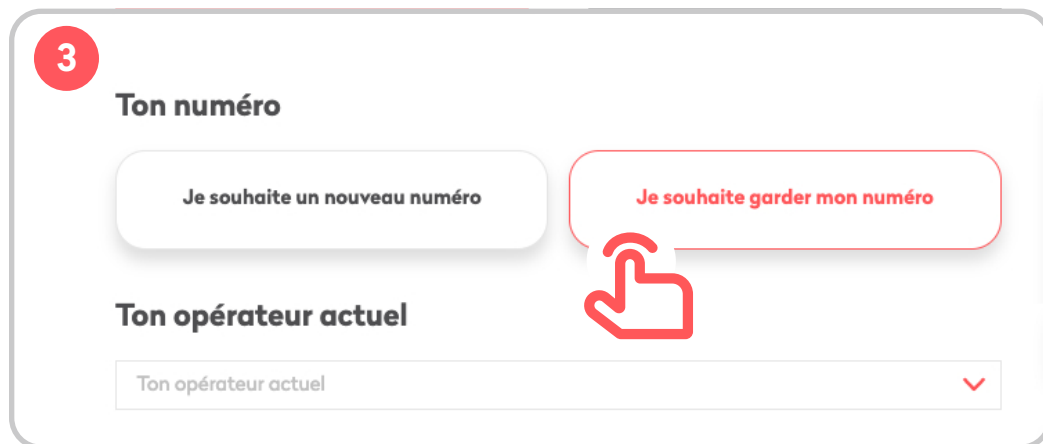 3
Ton numéro
Je souhaite un nouveau numéro
Je souhaite garder mon numéro
Ton opérateur actuel
Ton opérateur actuel